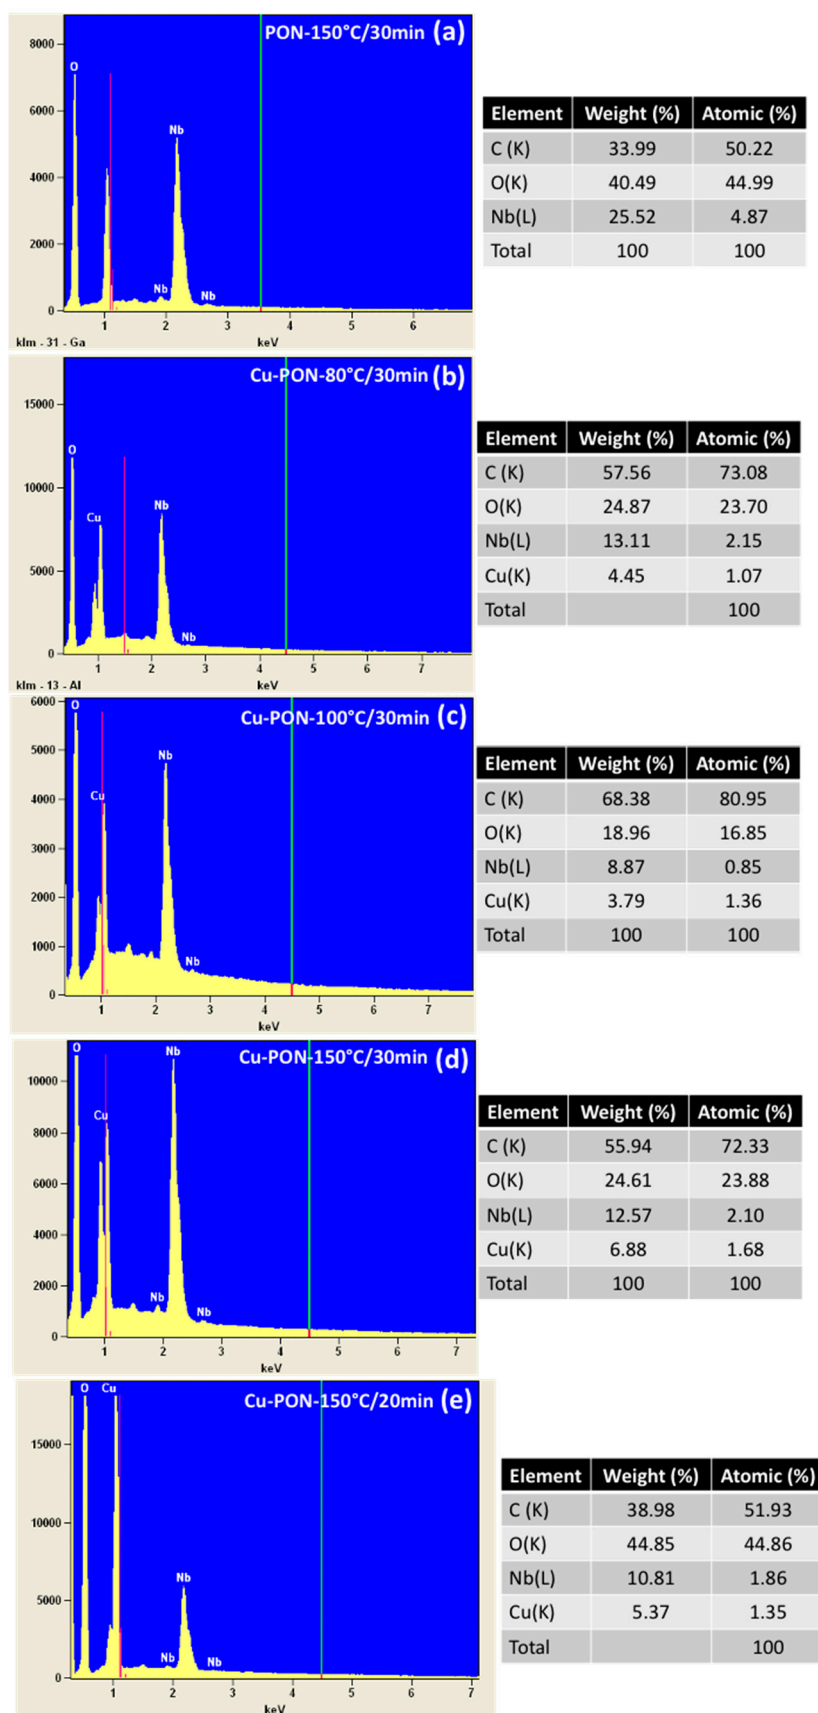 PON-150°C/30min (a)
8000
6000
4000
2000
0
O
Nb
Nb
Nb
1 2 3 4 5 6
klm - 31 - Ga
keV
Element Weight (%) Atomic (%)
C (K) 33.99 50.22
O(K) 40.49 44.99
Nb(L) 25.52 4.87
Total 100 100
Cu-PON-80°C/30min (b)
15000
10000
5000
0
O
Cu
Nb
Nb
1 2 3 4 5 6 7
klm - 13 - Al
keV
Element Weight (%) Atomic (%)
C (K) 57.56 73.08
O(K) 24.87 23.70
Nb(L) 13.11 2.15
Cu(K) 4.45 1.07
Total 100
Cu-PON-100°C/30min (c)
6000
5000
4000
3000
2000
1000
0
O
Cu
Nb
Nb
1 2 3 4 5 6 7
keV
Element Weight (%) Atomic (%)
C (K) 68.38 80.95
O(K) 18.96 16.85
Nb(L) 8.87 0.85
Cu(K) 3.79 1.36
Total 100 100
Cu-PON-150°C/30min (d)
10000
8000
6000
4000
2000
0
O
Cu
Nb
Nb
Nb
1 2 3 4 5 6 7
keV
Element Weight (%) Atomic (%)
C (K) 55.94 72.33
O(K) 24.61 23.88
Nb(L) 12.57 2.10
Cu(K) 6.88 1.68
Total 100 100
Cu-PON-150°C/20min (e)
15000
10000
5000
0
O
Cu
Nb
Nb
Nb
1 2 3 4 5 6 7
keV
Element Weight (%) Atomic (%)
C (K) 38.98 51.93
O(K) 44.85 44.86
Nb(L) 10.81 1.86
Cu(K) 5.37 1.35
Total 100